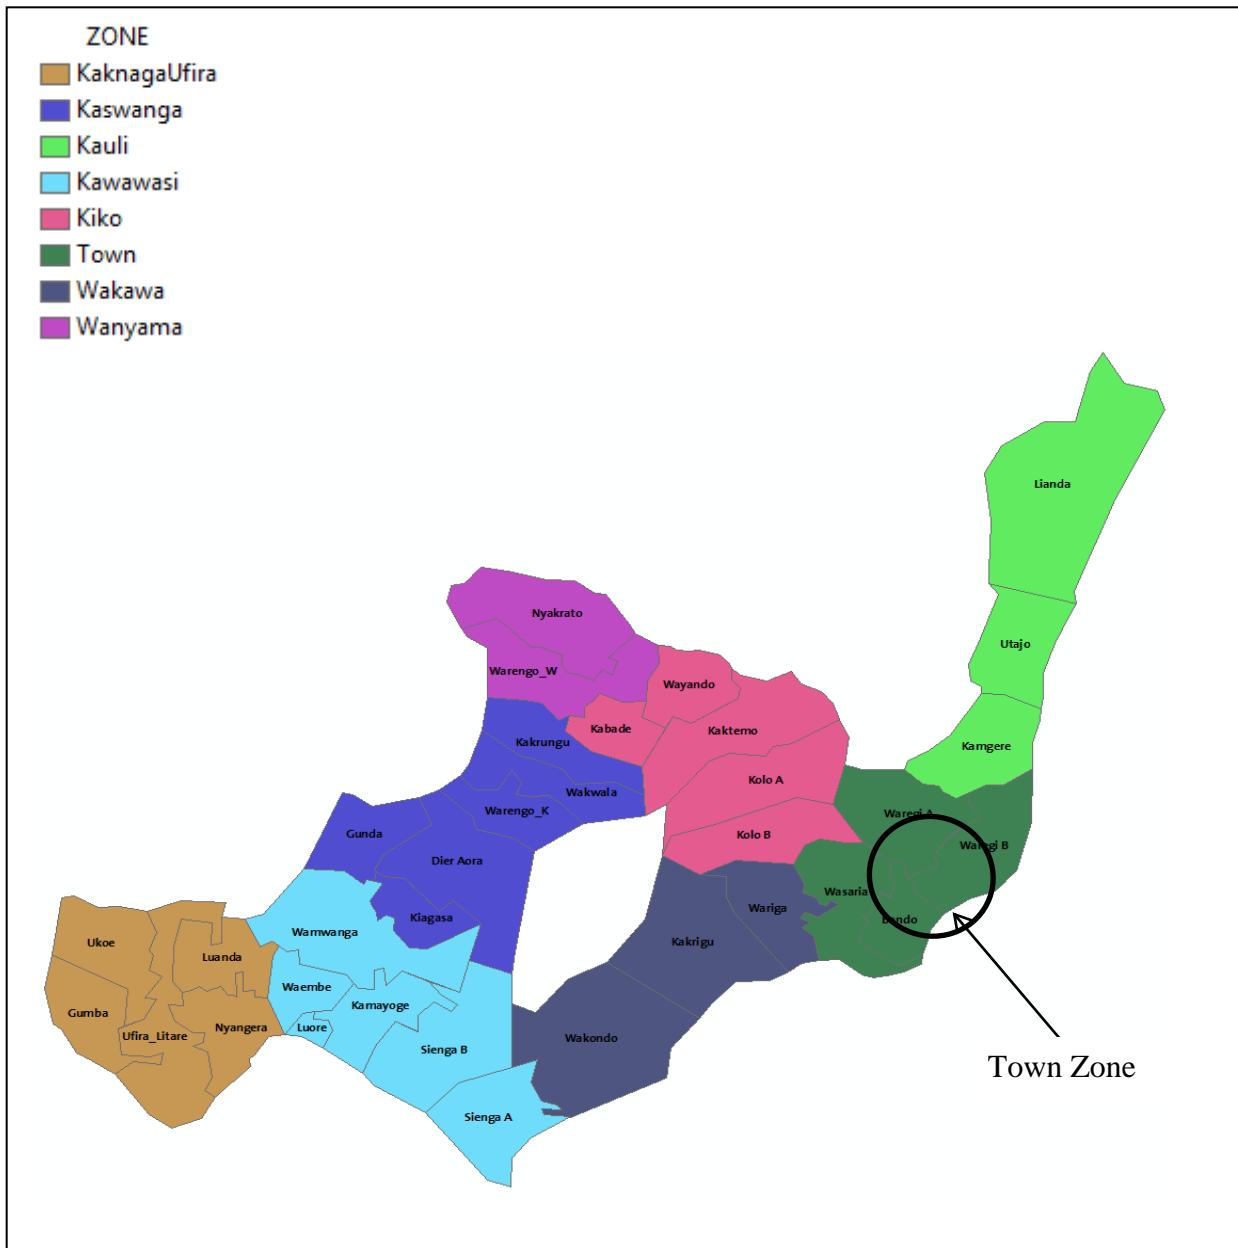 ZONE
KaknagaUfira
Kaswanga
Kauli
Kawawasi
Kiko
Town
Wakawa
Wanyama
Lianda
Nyakrato
Utajo
Warengo_W
Wayando
Kabade
Kaktemo
Kakrungu
Kamgere
Kolo A
Wakwala
Warengo_K
Waregi A
Gunda
Kolo B
Waregi B
Dier Aora
Wasaria
Wariga
Kiagasa
Bando
Wamwanga
Ukoe
Kakrigu
Luanda
Waembe
Kamayoge
Gumba
Luore
Nyangera
Ufira_Litare
Wakondo
Sienga B
Town Zone
Sienga A